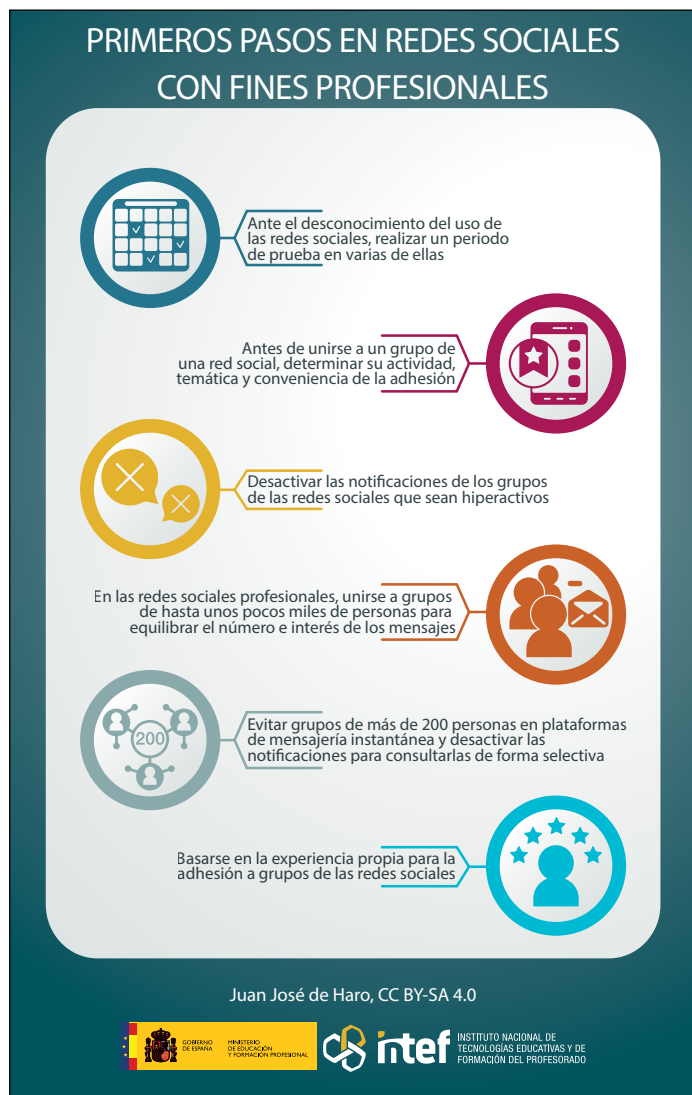 PRIMEROS PASOS EN REDES SOCIALES
CON FINES PROFESIONALES
Ante el desconocimiento del uso de
las redes sociales, realizar un periodo
de prueba en varias de ellas
Antes de unirse a un grupo de
una red social, determinar su actividad,
temática y conveniencia de la adhesión
Desactivar las notificaciones de los grupos
de las redes sociales que sean hiperactivos
En las redes sociales profesionales, unirse a grupos
de hasta unos pocos miles de personas para
equilibrar el número e interés de los mensajes
200
Evitar grupos de más de 200 personas en plataformas
de mensajería instantánea y desactivar las
notificaciones para consultarlas de forma selectiva
Basarse en la experiencia propia para la
adhesión a grupos de las redes sociales
Juan José de Haro, CC BY-SA 4.0
GOBIERNO
DE ESPAÑA
MINISTERIO
DE EDUCACIÓN
Y FORMACIÓN PROFESIONAL
intef
INSTITUTO NACIONAL DE
TECNOLOGÍAS EDUCATIVAS Y DE
FORMACIÓN DEL PROFESORADO